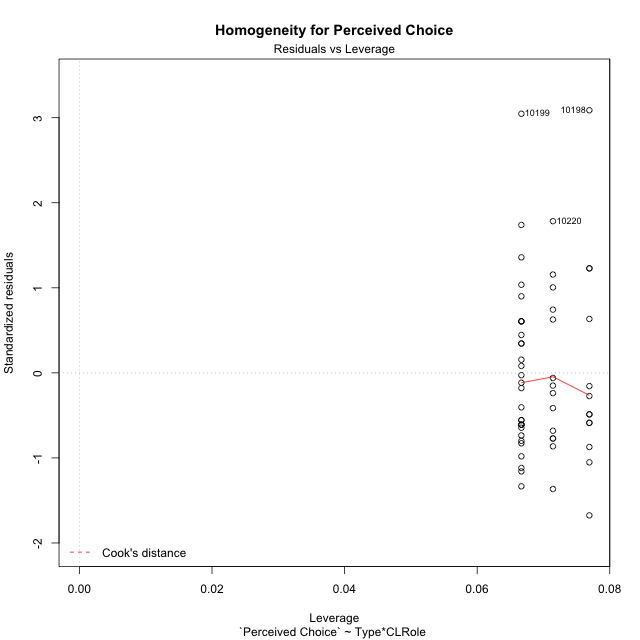 Homogeneity for Perceived Choice
Residuals vs Leverage
3
2
1
0
-1
-2
Standardized residuals
10199
10198
10220
Cook's distance
0.00
0.02
0.04
0.06
0.08
Leverage
`Perceived Choice` ~ Type*CLRole